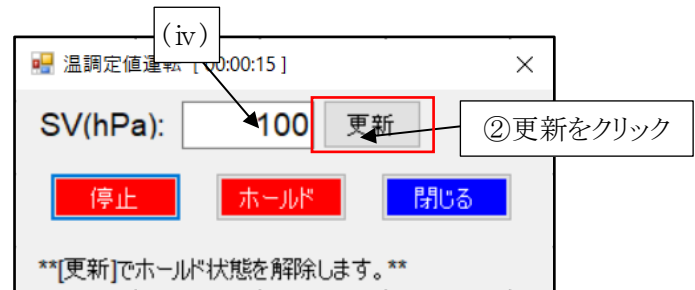 (ⅳ)
温調定値運転 [ 00:00:15 ]
SV(hPa): 100 更新
②更新をクリック
停止 ホールド 閉じる
**[更新]でホールド状態を解除します。**